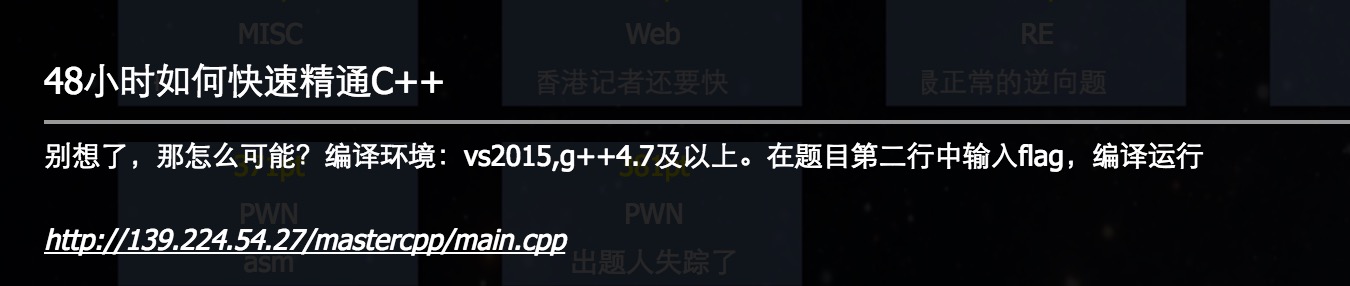 MISC Web RE
香港记者还要快 最正常的逆向题
48小时如何快速精通C++
别想了，那怎么可能？编译环境：vs2015,g++4.7及以上。在题目第二行中输入flag，编译运行
371pt 381pt
PWN PWN
http://139.224.54.27/mastercpp/main.cpp
asm 出题人失踪了